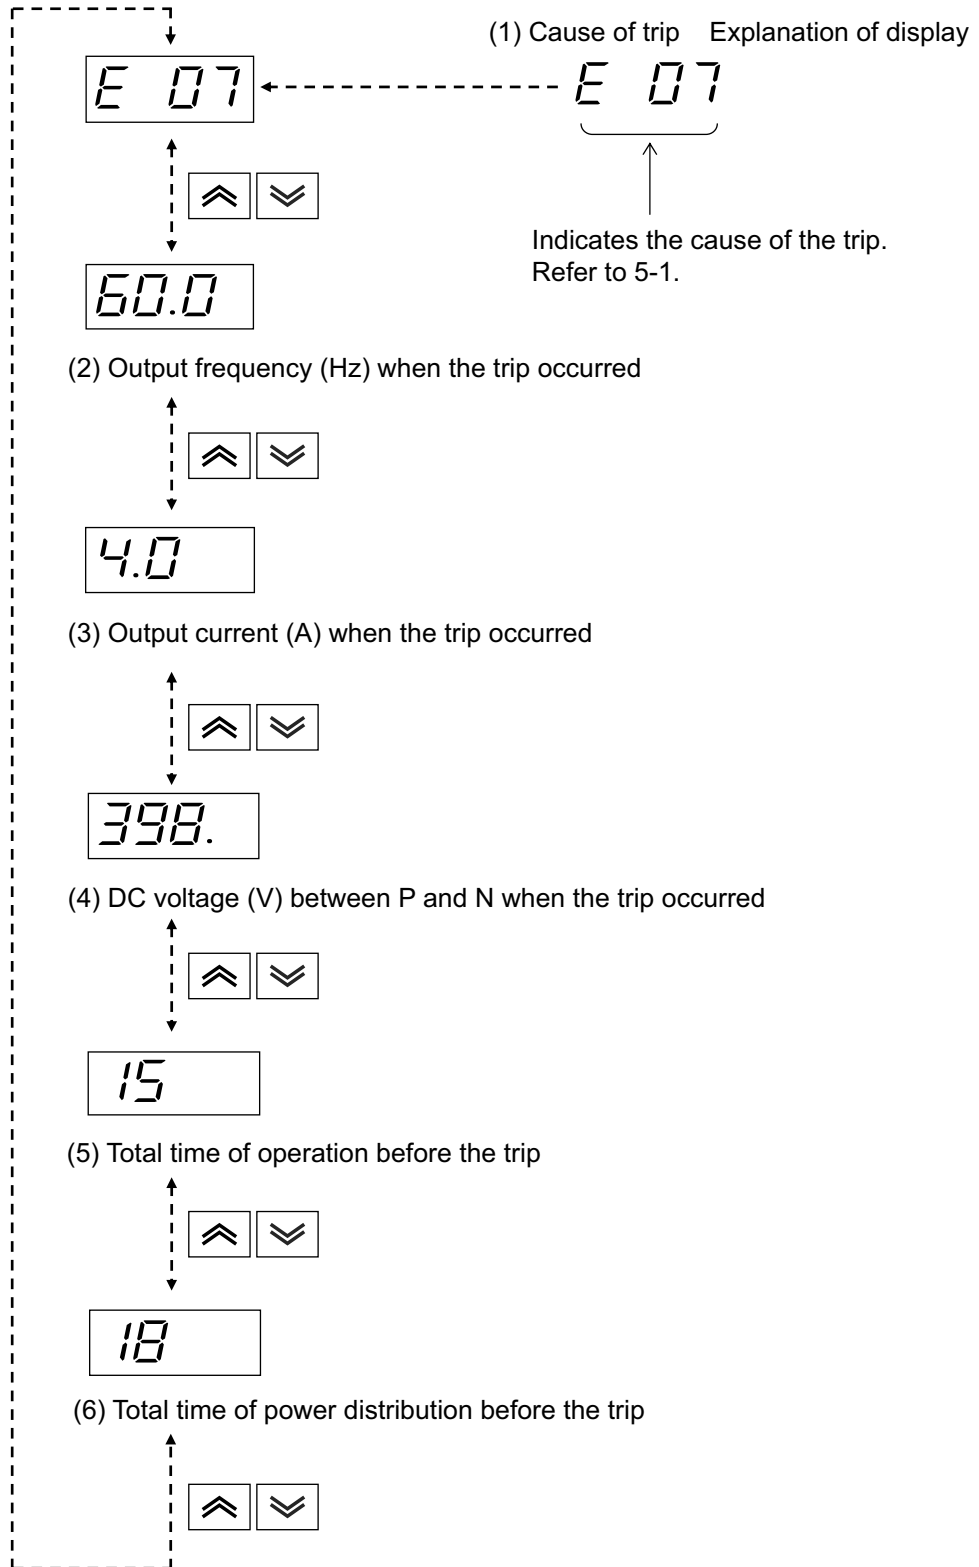 (1) Cause of trip Explanation of display
E 07
E 07
Indicates the cause of the trip.
Refer to 5-1.
60.0
(2) Output frequency (Hz) when the trip occurred
4.0
(3) Output current (A) when the trip occurred
398.
(4) DC voltage (V) between P and N when the trip occurred
15
(5) Total time of operation before the trip
18
(6) Total time of power distribution before the trip